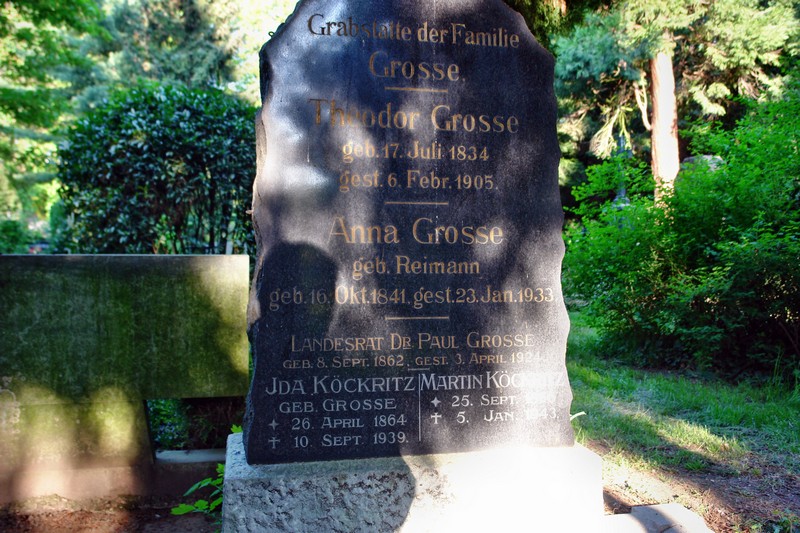 Grabstätte der Familie
Grosse.
Theodor Grosse
geb. 17. Juli 1834
gest. 6. Febr. 1905.
Anna Grosse
geb. Reimann
geb. 16. Okt. 1841, gest. 23. Jan. 1933.
LANDESRAT DR. PAUL GROSSE
GEB. 8. SEPT. 1862, GEST. 3. APRIL 1924.
JDA KÖCKRITZ
GEB. GROSSE
✦ 26. APRIL 1864
✝ 10. SEPT. 1939.
MARTIN KÖCKRITZ
✦ 25. SEPT.
✝ 5. JAN. 1943.